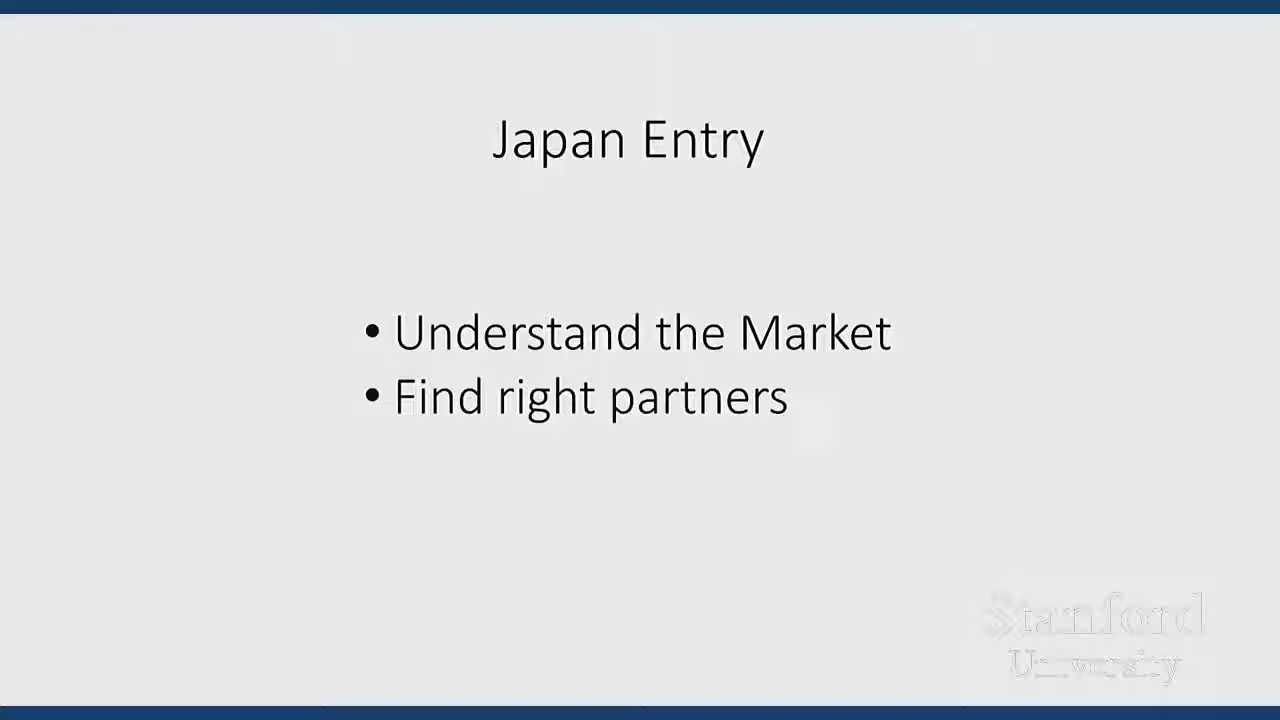 Japan Entry
• Understand the Market
• Find right partners
Stanford
University